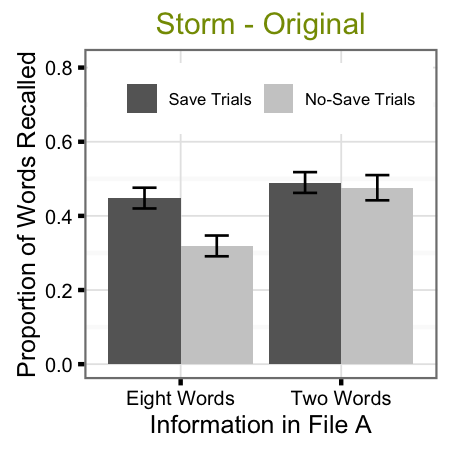 Storm - Original
Proportion of Words Recalled
0.8
0.6
0.4
0.2
0.0
Save Trials
No-Save Trials
Eight Words
Two Words
Information in File A